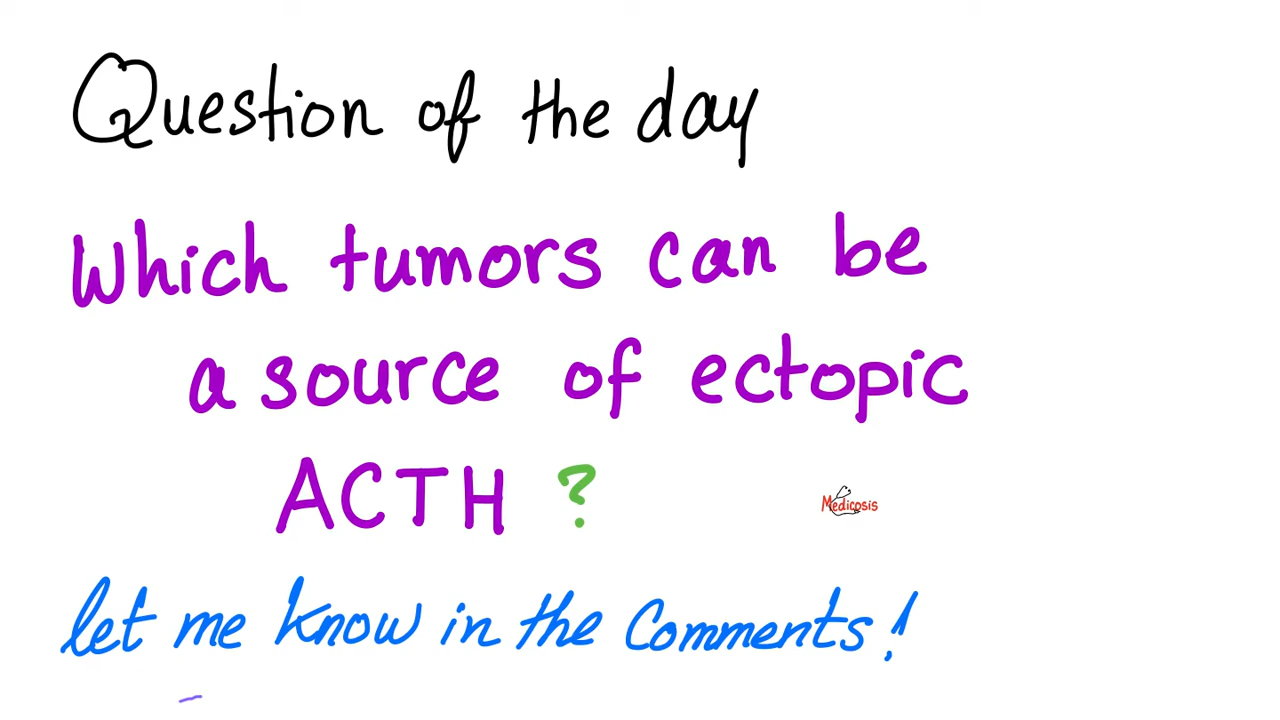 Question of the day
Which tumors can be
a source of ectopic
ACTH ?
Medicosis
let me know in the Comments!